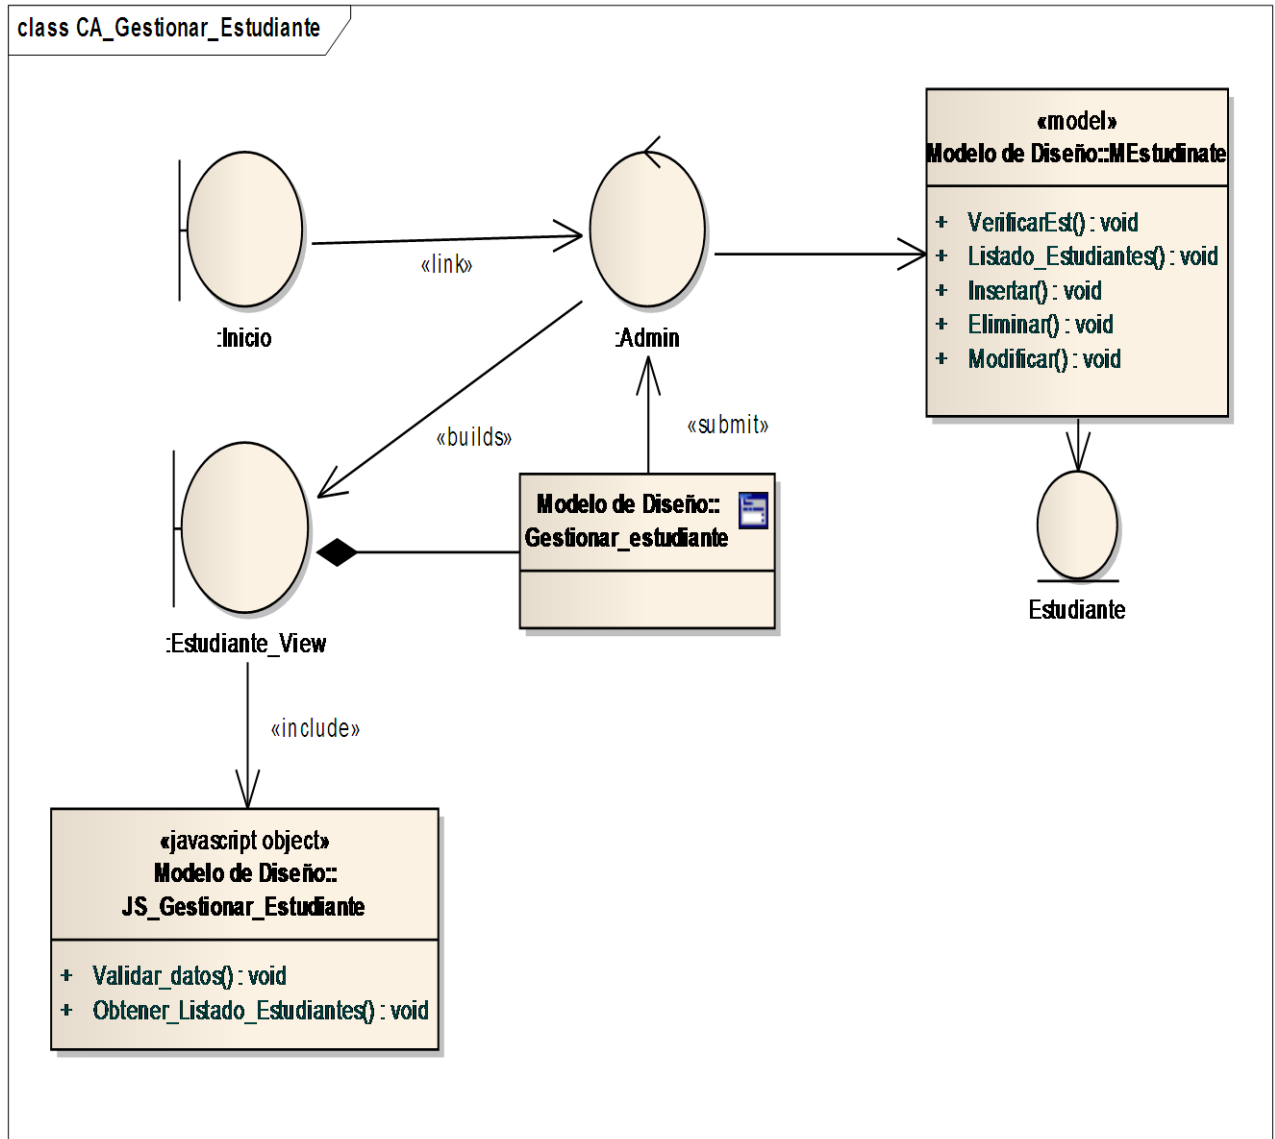 class CA_Gestionar_Estudiante
«model»
Modelo de Diseño::MEstudinate
+ VerificarEst() : void
+ Listado_Estudiantes() : void
+ Insertar() : void
+ Eliminar() : void
+ Modificar() : void
«link»
:Inicio
:Admin
«builds»
«submit»
Modelo de Diseño::
Gestionar_estudiante
Estudiante
:Estudiante_View
«include»
«javascript object»
Modelo de Diseño::
JS_Gestionar_Estudiante
+ Validar_datos() : void
+ Obtener_Listado_Estudiantes() : void